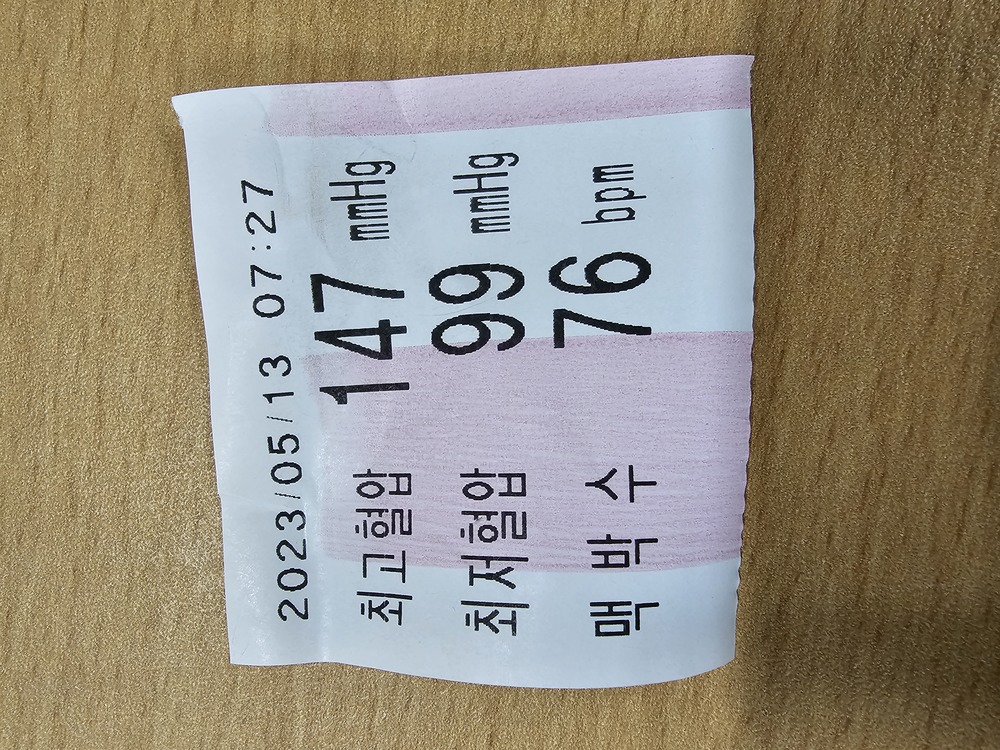 2023/05/13 07:27
최고혈압 147 mmHg
최저혈압 99 mmHg
맥 박 수 76 bpm